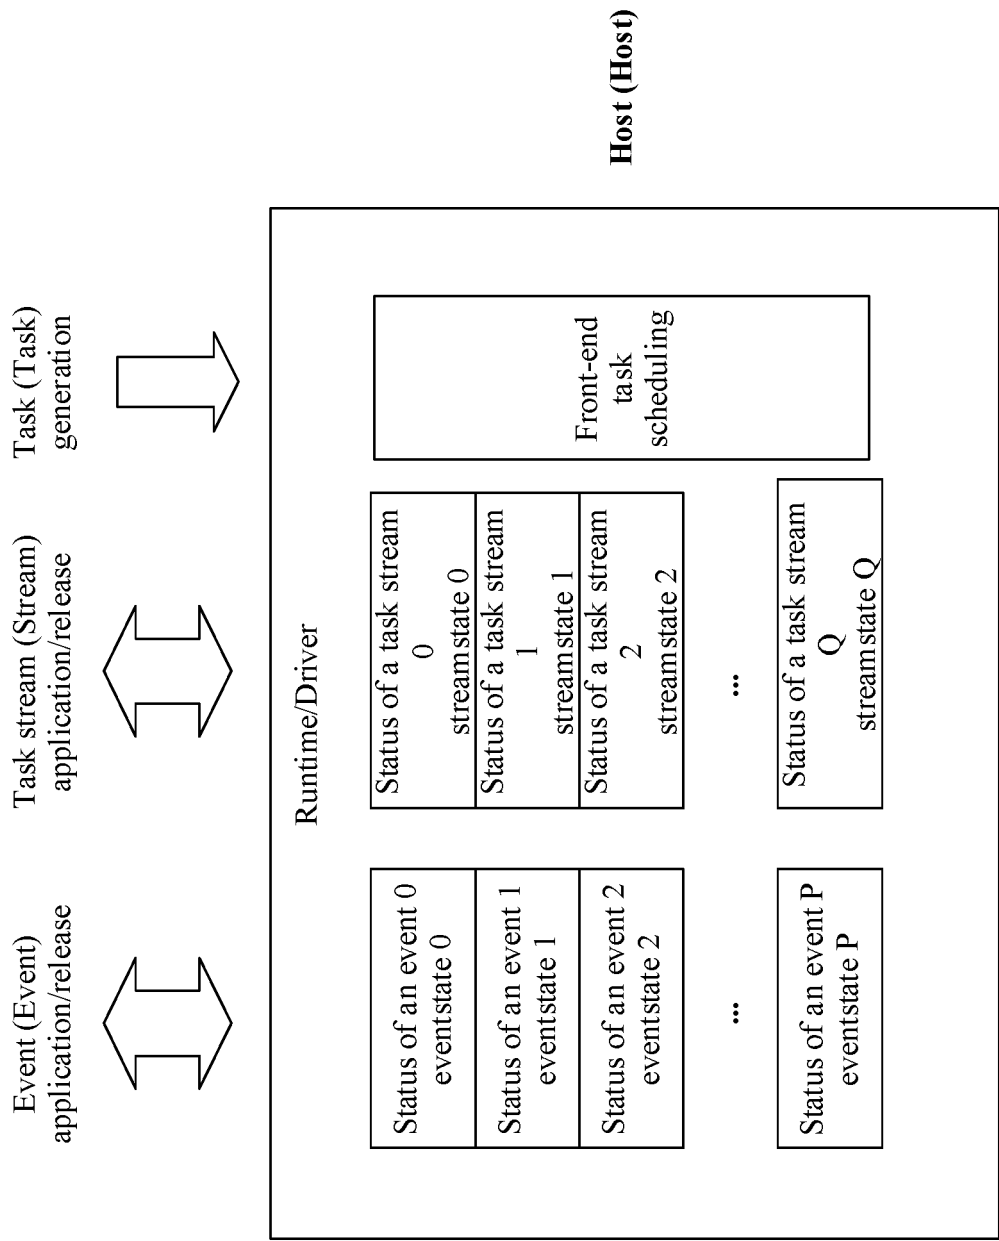 Event (Event)
application/release
Task stream (Stream)
application/release
Task (Task)
generation
Runtime/Driver
Status of an event 0
eventstate 0
Status of an event 1
eventstate 1
Status of an event 2
eventstate 2
...
Status of an event P
eventstate P
Status of a task stream
0
streamstate 0
Status of a task stream
1
streamstate 1
Status of a task stream
2
streamstate 2
...
Status of a task stream
Q
streamstate Q
Front-end
task
scheduling
Host (Host)